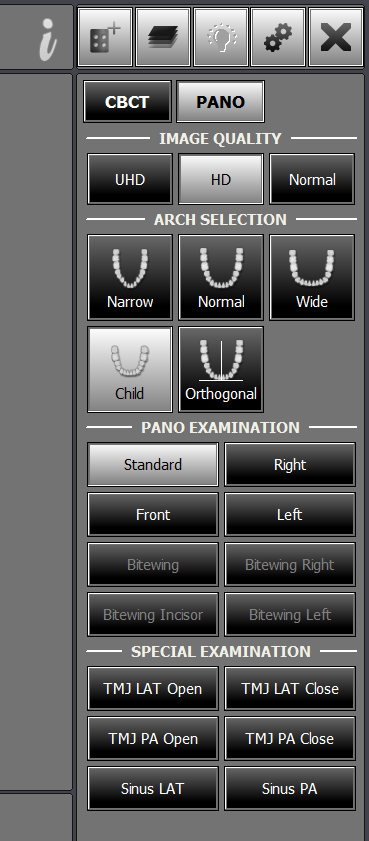 i
CBCT PANO
IMAGE QUALITY
UHD HD Normal
ARCH SELECTION
Narrow Normal Wide
Child Orthogonal
PANO EXAMINATION
Standard Right
Front Left
Bitewing Bitewing Right
Bitewing Incisor Bitewing Left
SPECIAL EXAMINATION
TMJ LAT Open TMJ LAT Close
TMJ PA Open TMJ PA Close
Sinus LAT Sinus PA